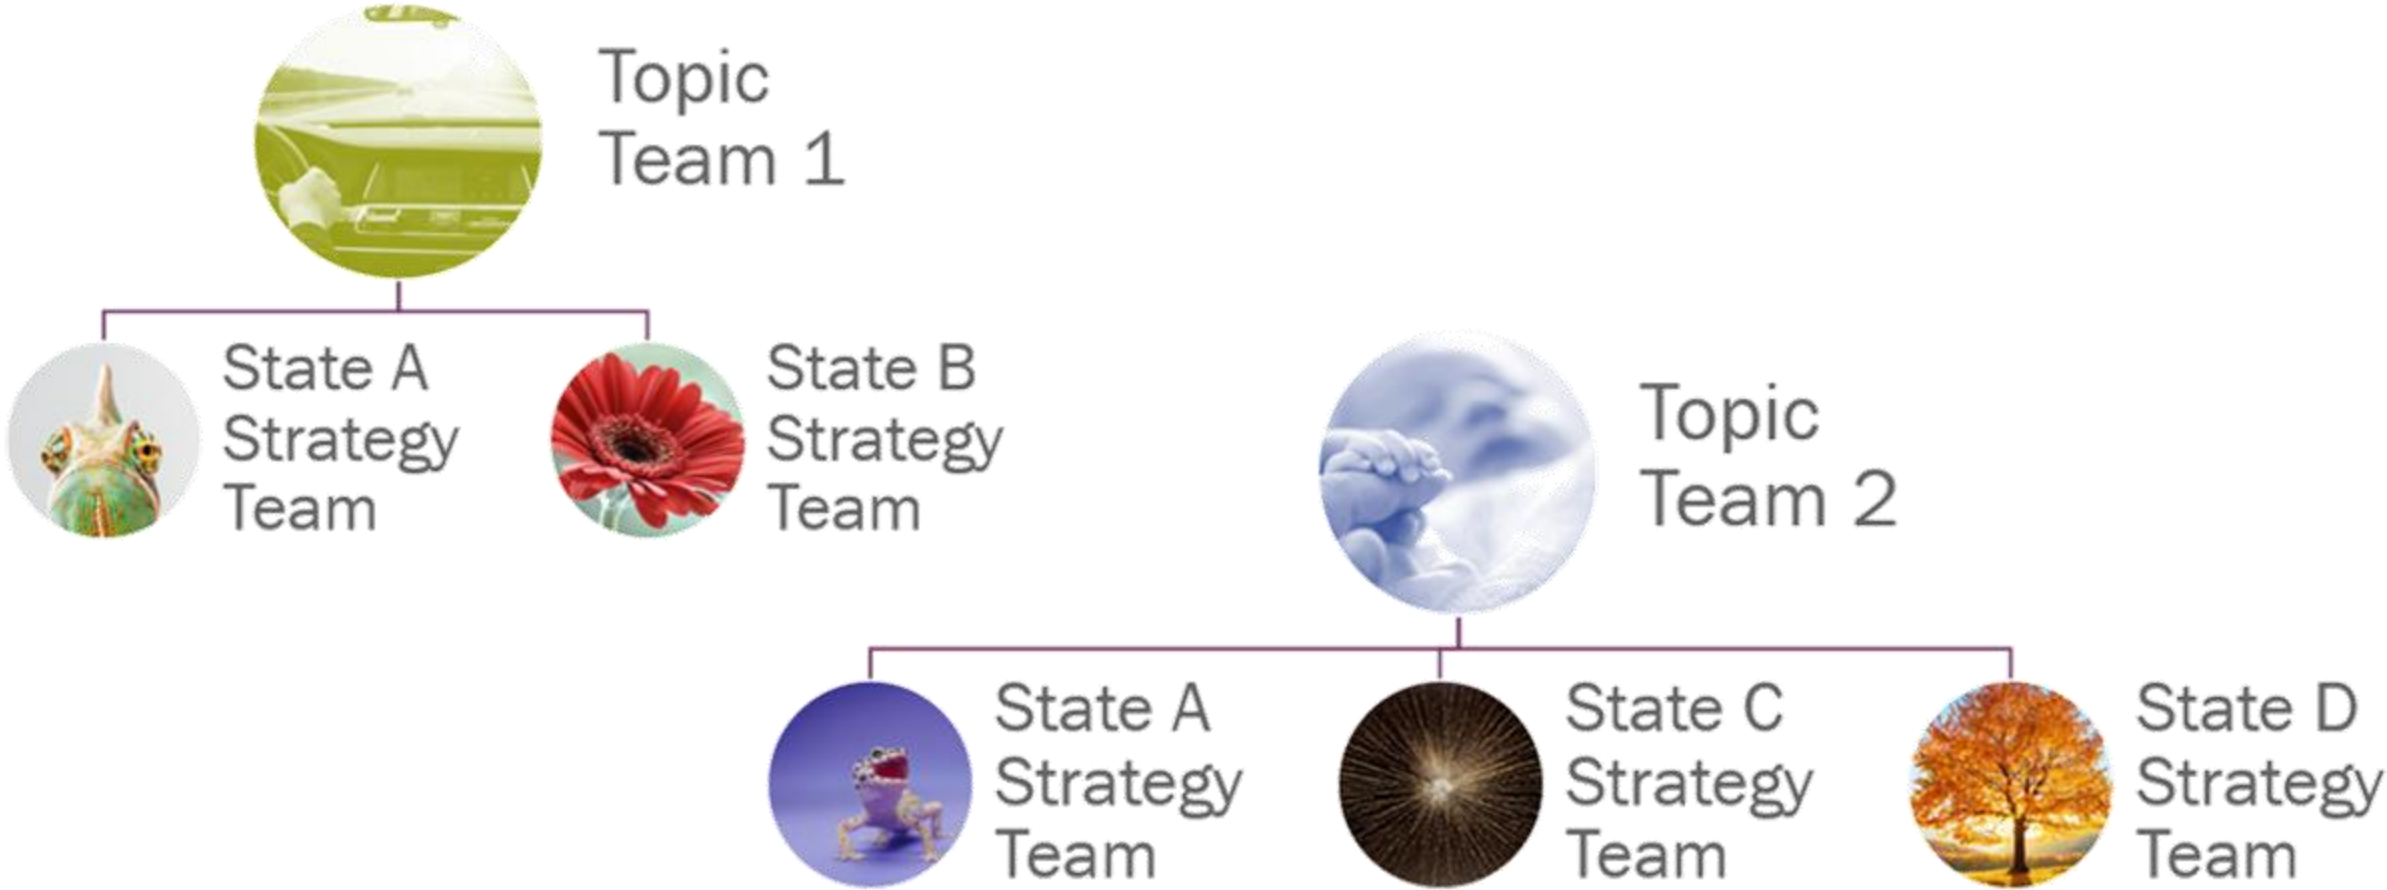 Topic
Team 1
State A
Strategy
Team
State B
Strategy
Team
Topic
Team 2
State A
Strategy
Team
State C
Strategy
Team
State D
Strategy
Team